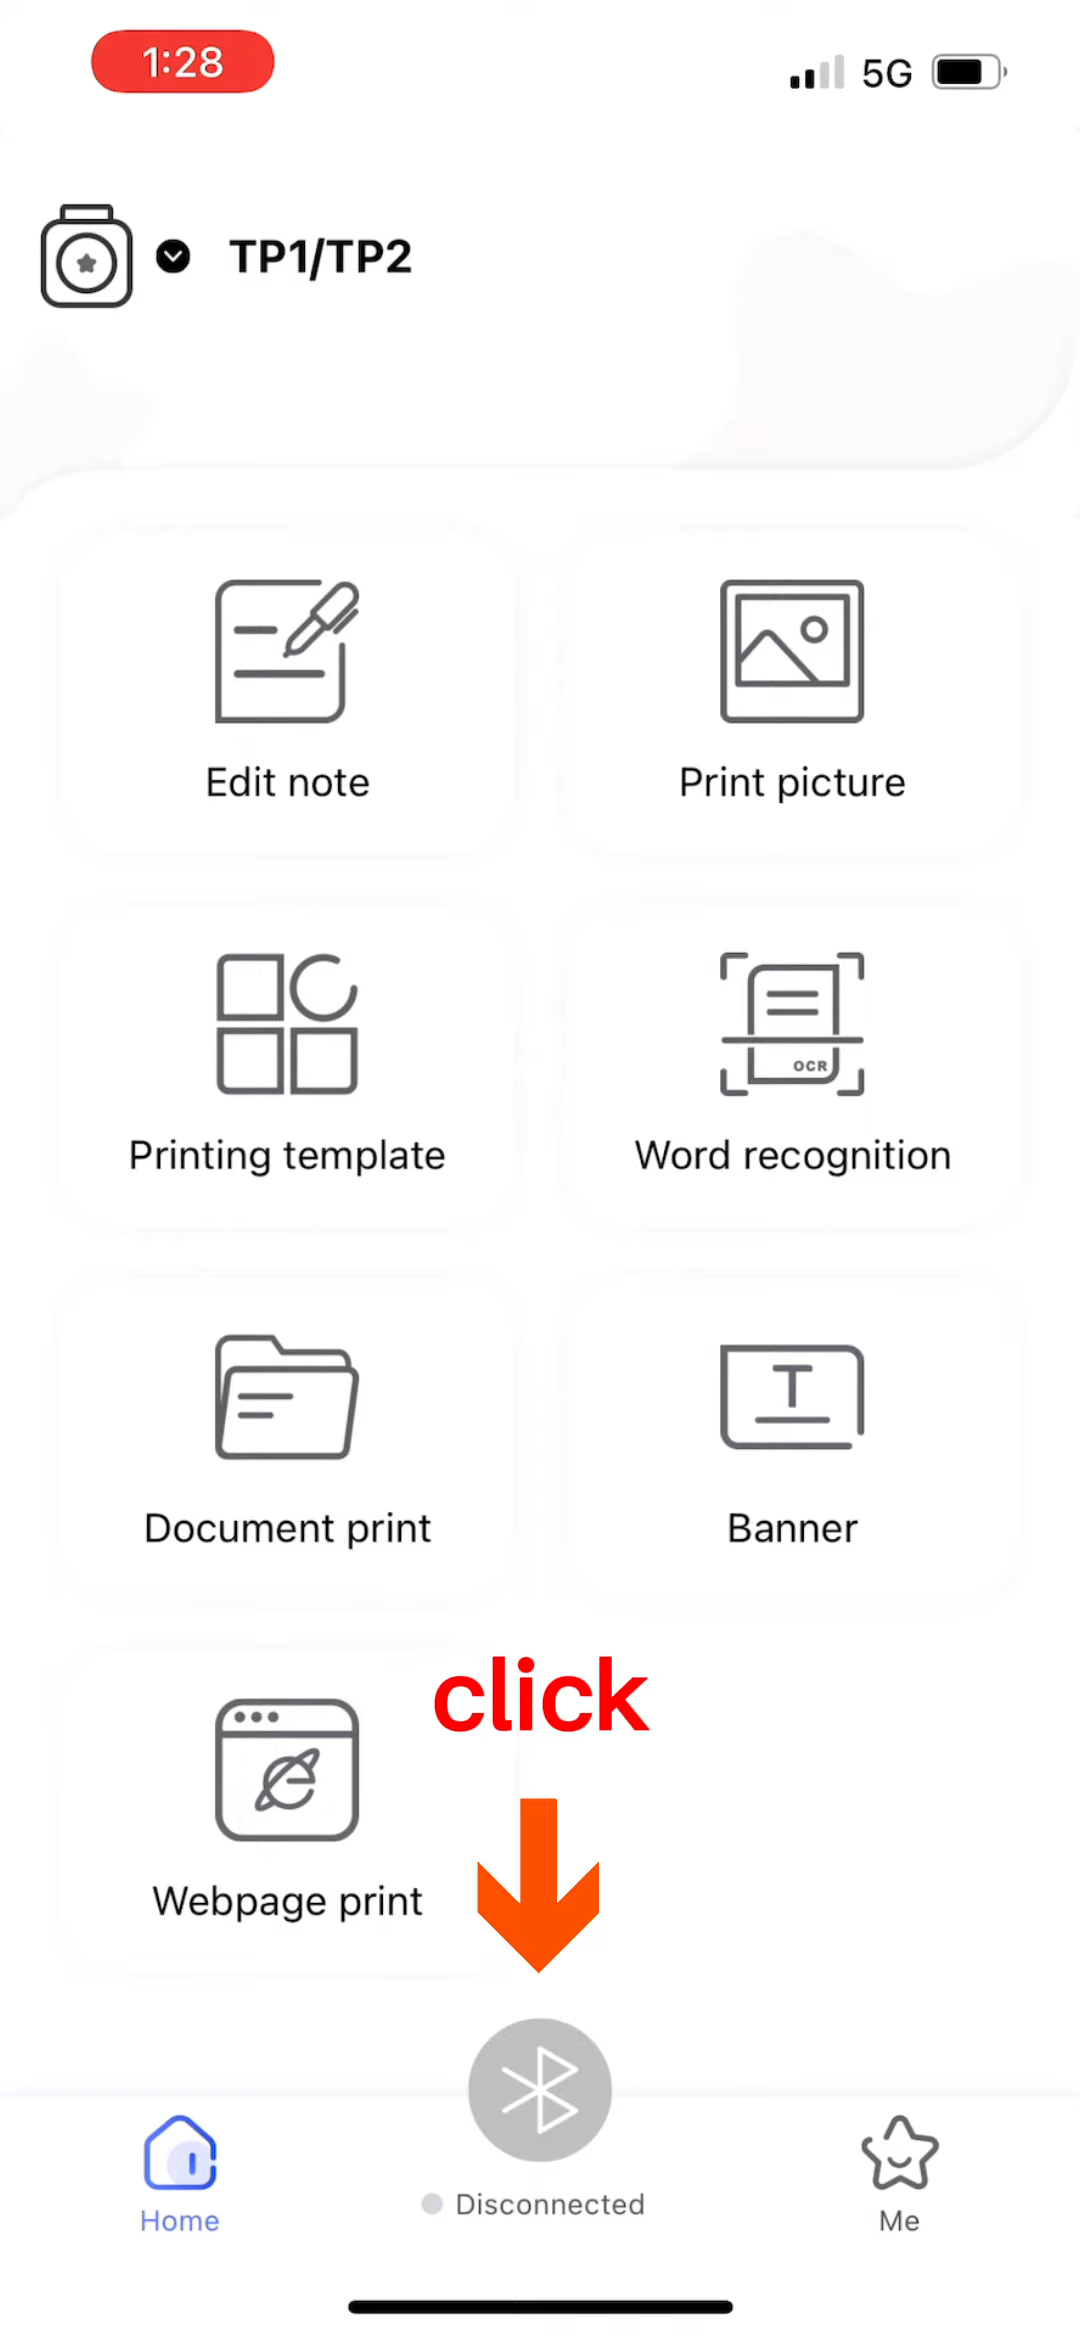 1:28
5G
TP1/TP2
Edit note
Print picture
Printing template
OCR
Word recognition
Document print
T
Banner
click
Webpage print
Disconnected
Home
Me